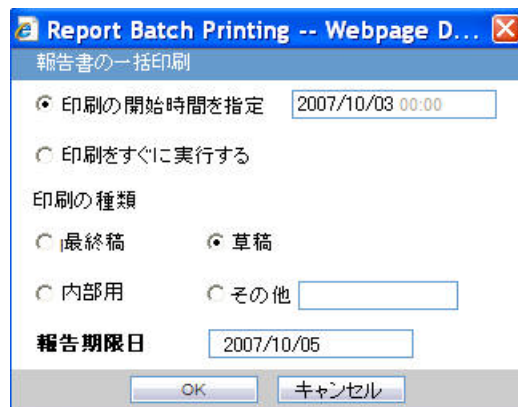 Report Batch Printing -- Webpage D...
報告書の一括印刷
印刷の開始時間を指定 2007/10/03 00:00
印刷をすぐに実行する
印刷の種類
最終稿 草稿
内部用 その他
報告期限日 2007/10/05
OK キャンセル